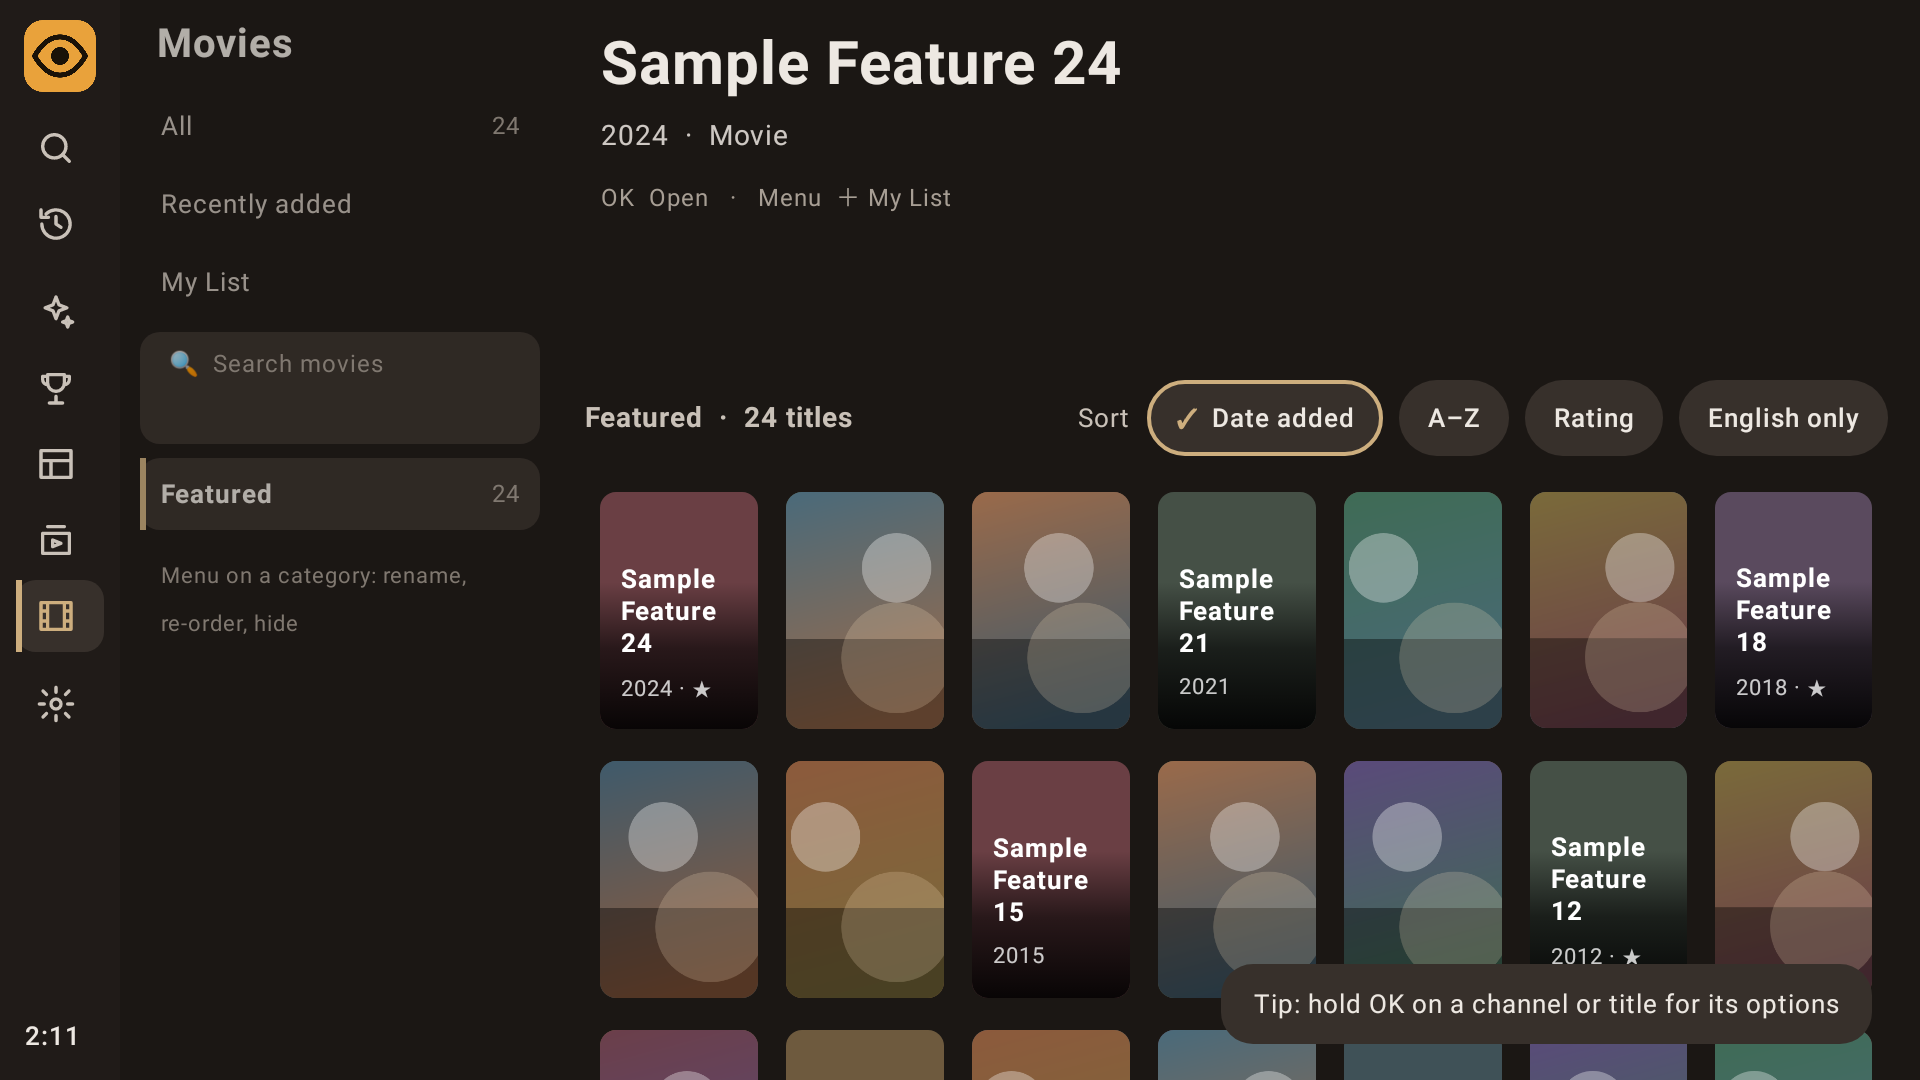 Movies
All 24
Recently added
My List
Search movies
Featured 24
Menu on a category: rename,
re-order, hide
2:11
Sample Feature 24
2024 · Movie
OK Open · Menu + My List
Featured · 24 titles
Sort ✓ Date added A–Z Rating English only
Sample
Feature
24
2024 · ★
Sample
Feature
21
2021
Sample
Feature
18
2018 · ★
Sample
Feature
15
2015
Sample
Feature
12
2012 · ★
Tip: hold OK on a channel or title for its options